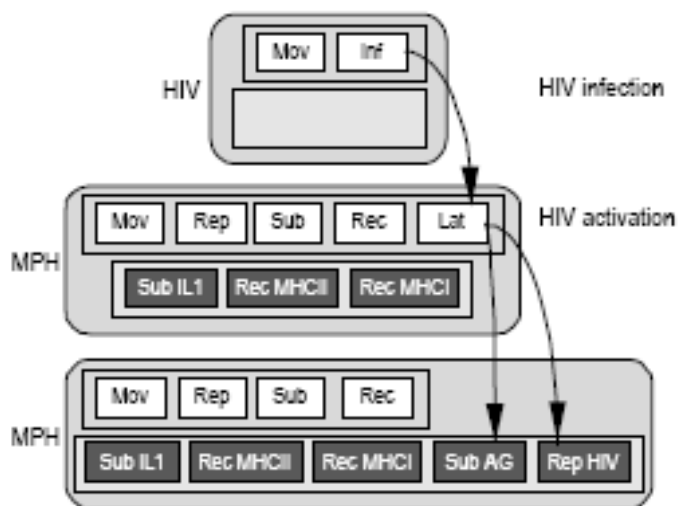 Mov Inf
HIV
HIV infection
Mov Rep Sub Rec Lat
HIV activation
MPH
Sub IL1 Rec MHCII Rec MHCI
Mov Rep Sub Rec
MPH
Sub IL1 Rec MHCII Rec MHCI Sub AG Rep HIV